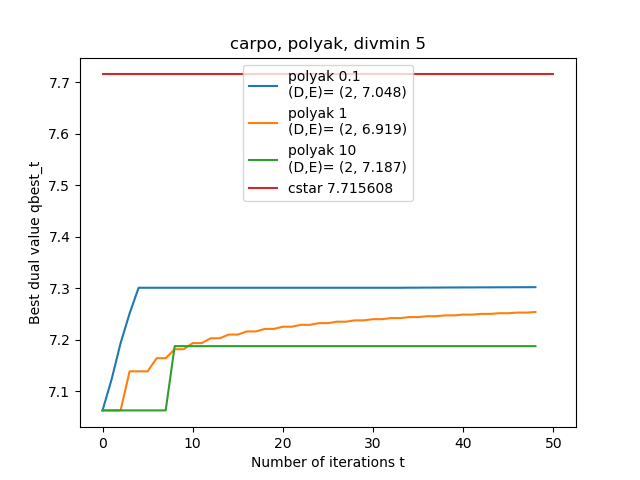 carpo, polyak, divmin 5
polyak 0.1
(D,E)= (2, 7.048)
polyak 1
(D,E)= (2, 6.919)
polyak 10
(D,E)= (2, 7.187)
cstar 7.715608
Best dual value qbest_t
7.7
7.6
7.5
7.4
7.3
7.2
7.1
0 10 20 30 40 50
Number of iterations t